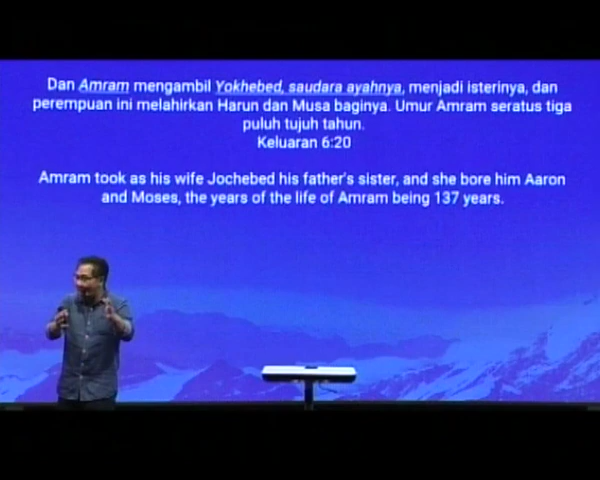 Dan Amram mengambil Yokhebed, saudara ayahnya, menjadi isterinya, dan
perempuan ini melahirkan Harun dan Musa baginya. Umur Amram seratus tiga
puluh tujuh tahun.
Keluaran 6:20
Amram took as his wife Jochebed his father's sister, and she bore him Aaron
and Moses, the years of the life of Amram being 137 years.